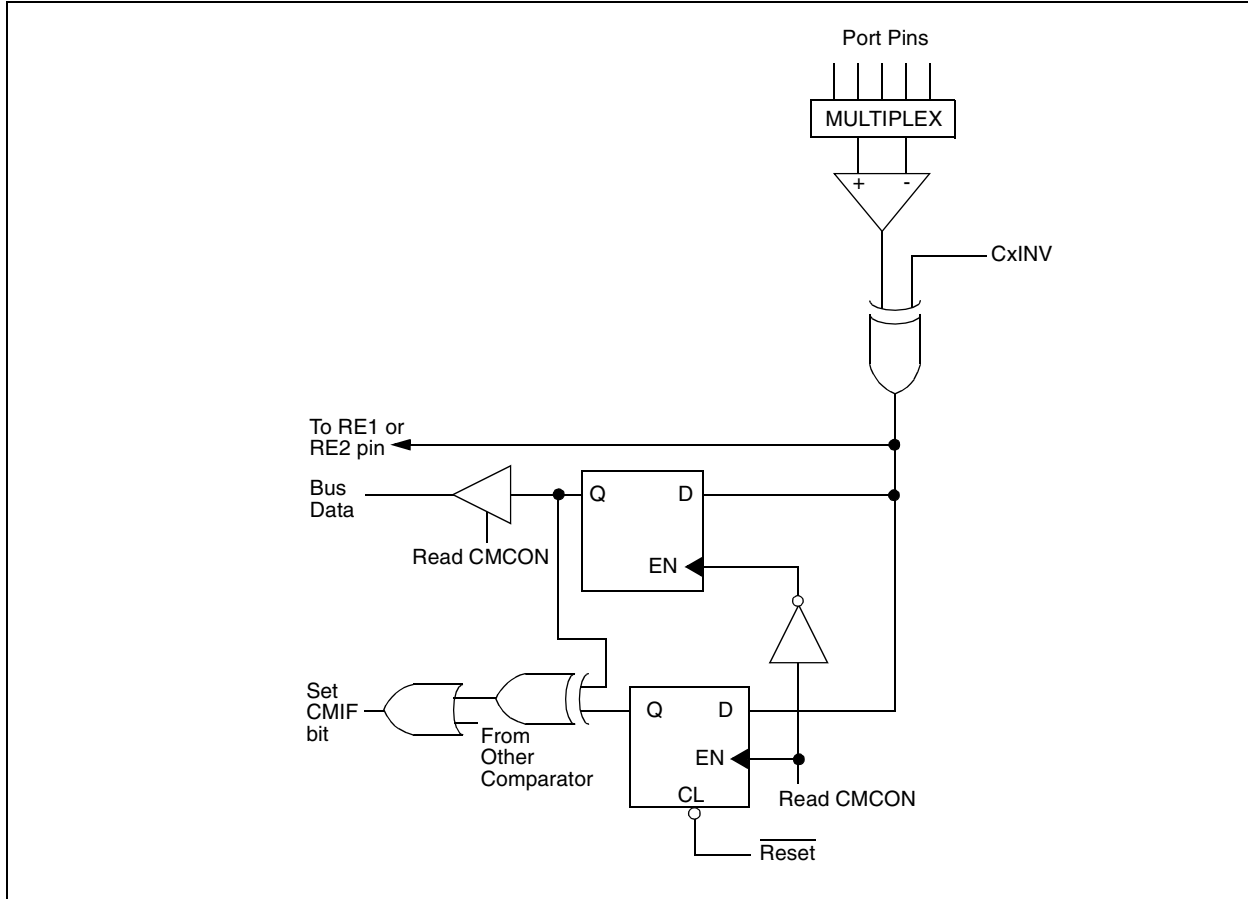 Port Pins
MULTIPLEX
+ -
CxINV
To RE1 or
RE2 pin
Bus
Data
Q D
Read CMCON
EN
Set
CMIF
bit
Q D
From
Other
Comparator
EN
CL
Read CMCON
Reset